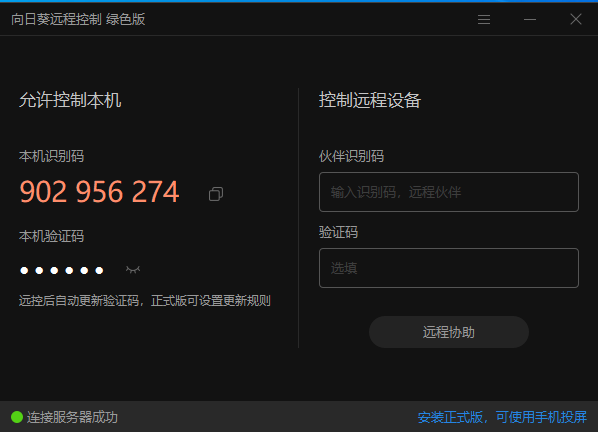 向日葵远程控制 绿色版
允许控制本机
本机识别码
902 956 274
本机验证码
远控后自动更新验证码，正式版可设置更新规则
控制远程设备
伙伴识别码
输入识别码，远程伙伴
验证码
选填
远程协助
连接服务器成功
安装正式版，可使用手机投屏